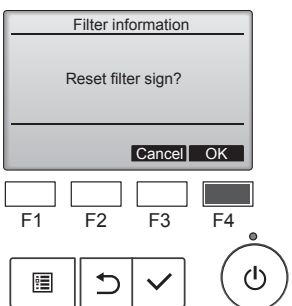 Filter information
Reset filter sign?
Cancel OK
F1 F2 F3 F4